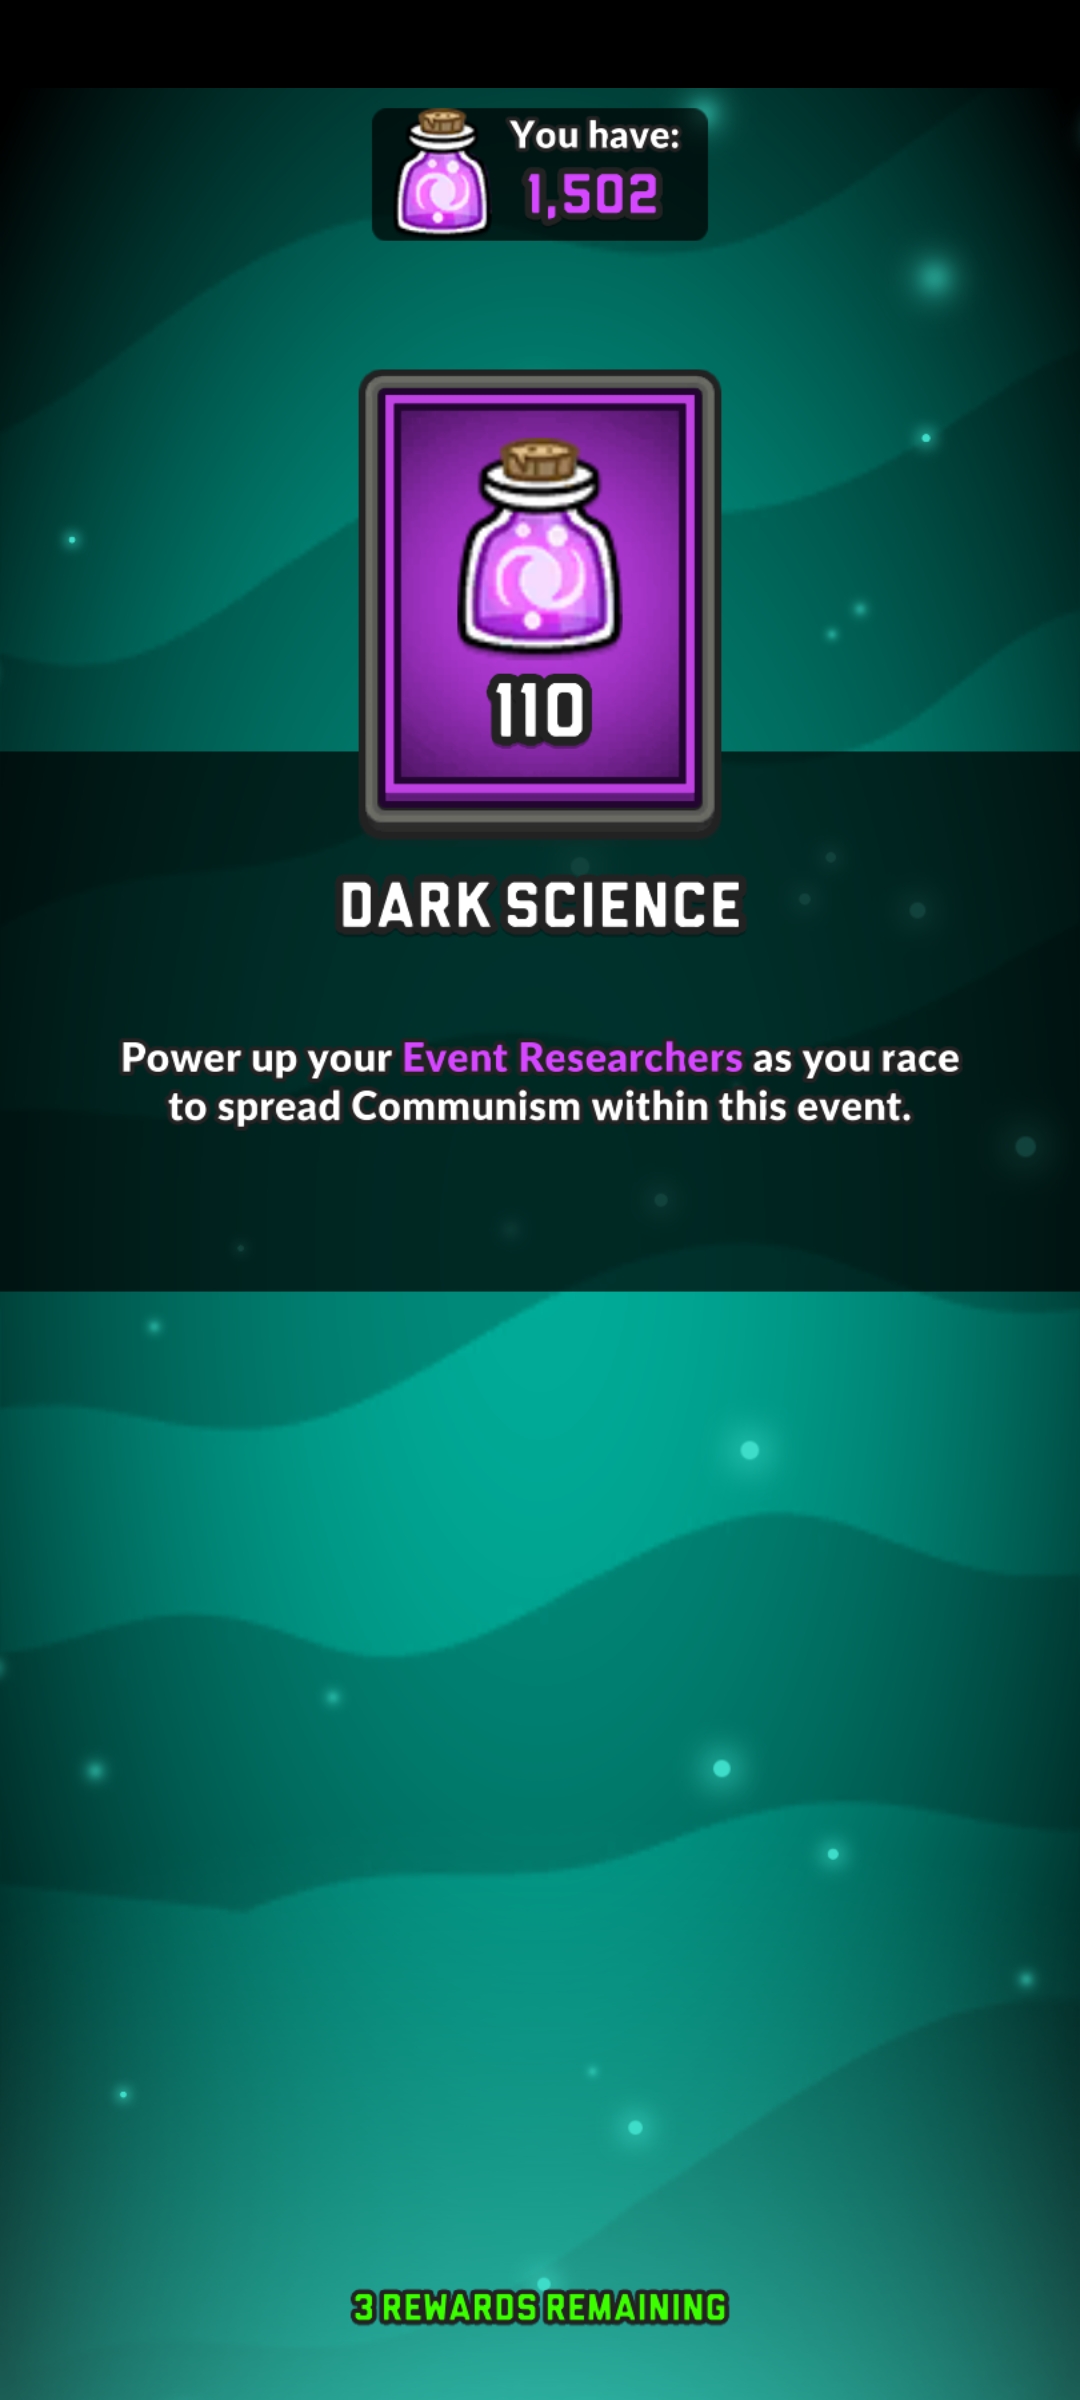 You have:
1,502
110
DARK SCIENCE
Power up your Event Researchers as you race
to spread Communism within this event.
3 REWARDS REMAINING